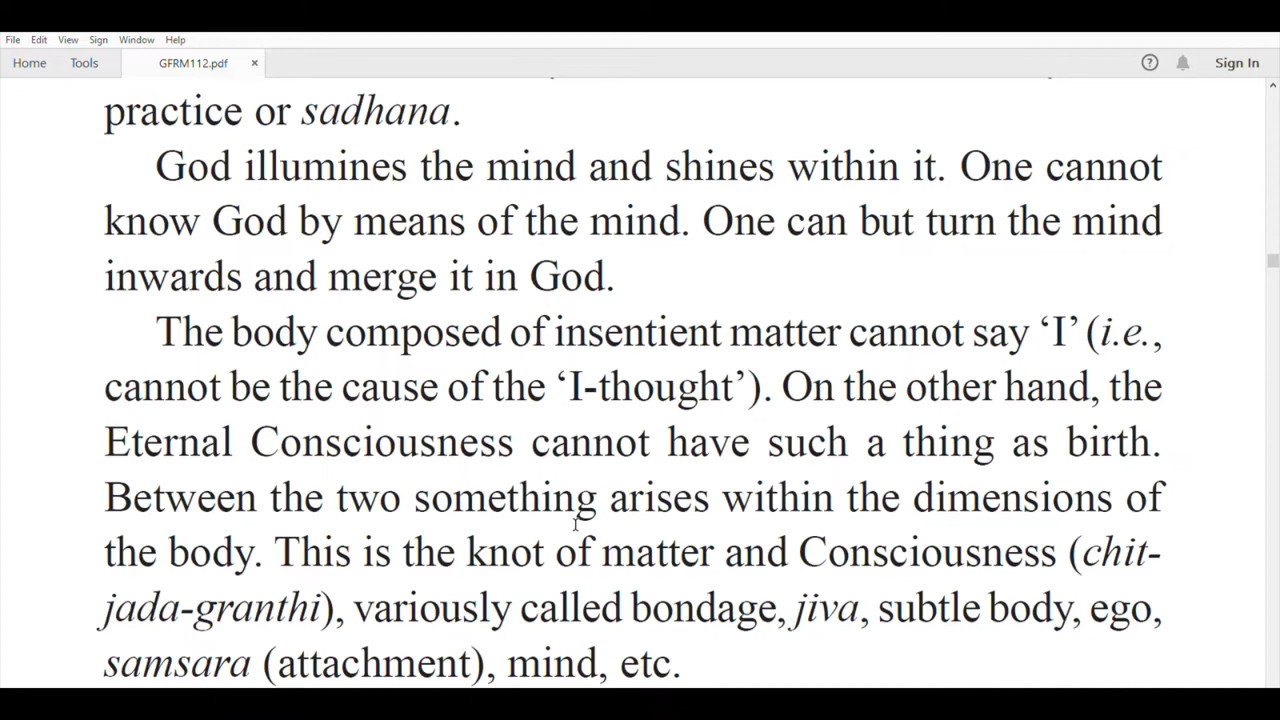 File Edit View Sign Window Help
Home Tools GFRM112.pdf × ? Sign In
practice or sadhana.
God illumines the mind and shines within it. One cannot
know God by means of the mind. One can but turn the mind
inwards and merge it in God.
The body composed of insentient matter cannot say ‘I’ (i.e.,
cannot be the cause of the ‘I-thought’). On the other hand, the
Eternal Consciousness cannot have such a thing as birth.
Between the two something arises within the dimensions of
the body. This is the knot of matter and Consciousness (chit-
jada-granthi), variously called bondage, jiva, subtle body, ego,
samsara (attachment), mind, etc.